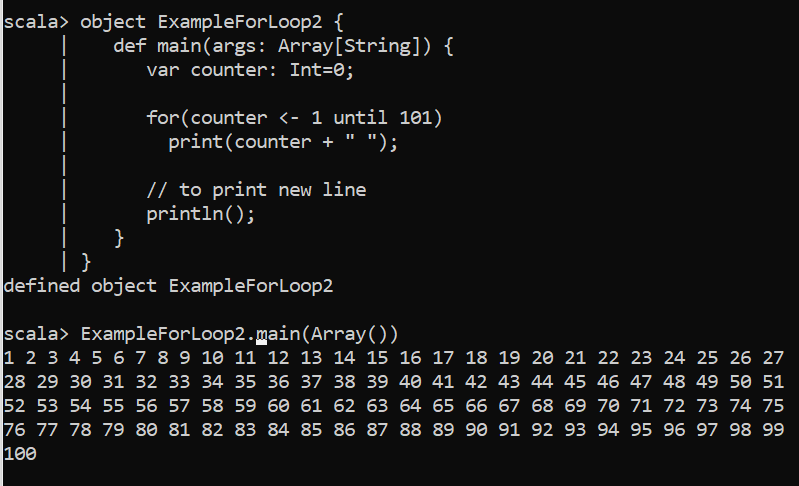 scala> object ExampleForLoop2 {
     |    def main(args: Array[String]) {
     |       var counter: Int=0;
     |
     |       for(counter <- 1 until 101)
     |         print(counter + " ");
     |
     |       // to print new line
     |       println();
     |    }
     | }
defined object ExampleForLoop2

scala> ExampleForLoop2.main(Array())
1 2 3 4 5 6 7 8 9 10 11 12 13 14 15 16 17 18 19 20 21 22 23 24 25 26 27
28 29 30 31 32 33 34 35 36 37 38 39 40 41 42 43 44 45 46 47 48 49 50 51
52 53 54 55 56 57 58 59 60 61 62 63 64 65 66 67 68 69 70 71 72 73 74 75
76 77 78 79 80 81 82 83 84 85 86 87 88 89 90 91 92 93 94 95 96 97 98 99
100